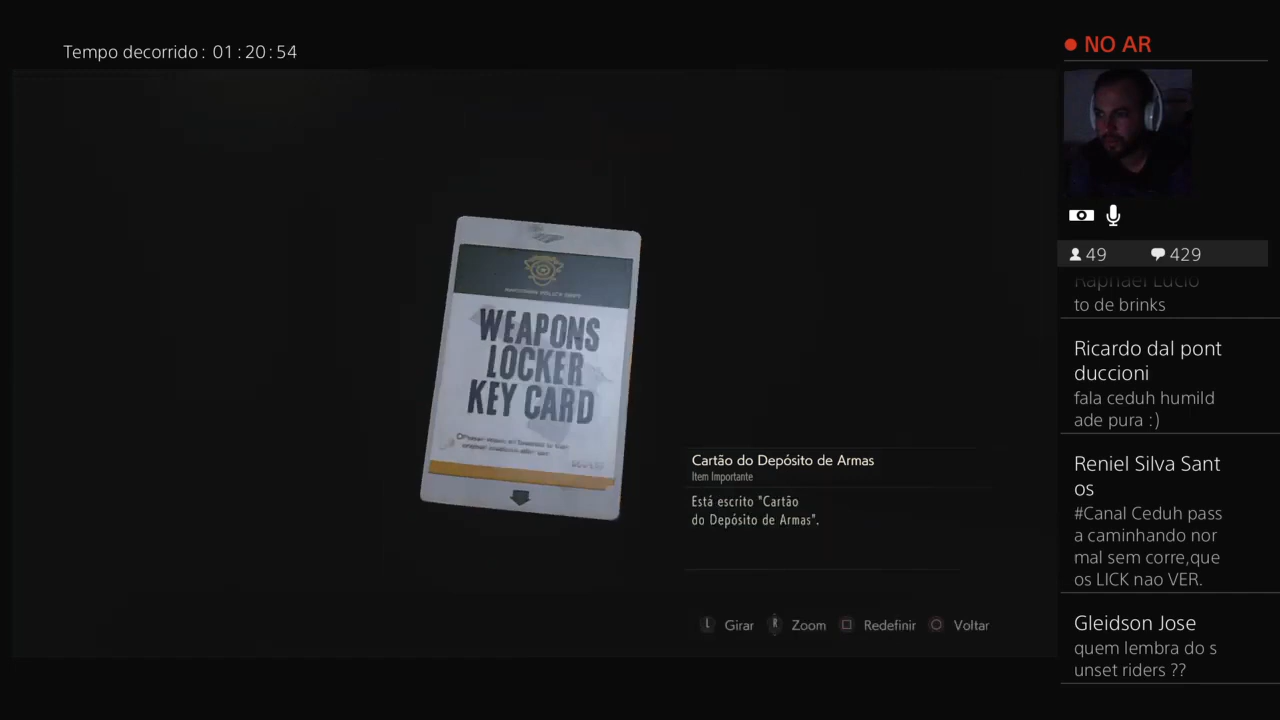 Tempo decorrido : 01:20:54
NO AR
49
429
Raphael Lucio
to de brinks
Ricardo dal pont
duccioni
fala ceduh humild
ade pura :)
Reniel Silva Sant
os
#Canal Ceduh pass
a caminhando nor
mal sem corre,que
os LICK nao VER.
Gleidson Jose
quem lembra do s
unset riders ??
WEAPONS
LOCKER
KEY CARD
Cartão do Depósito de Armas
Item Importante
Está escrito "Cartão
do Depósito de Armas".
L Girar R Zoom Redefinir Voltar